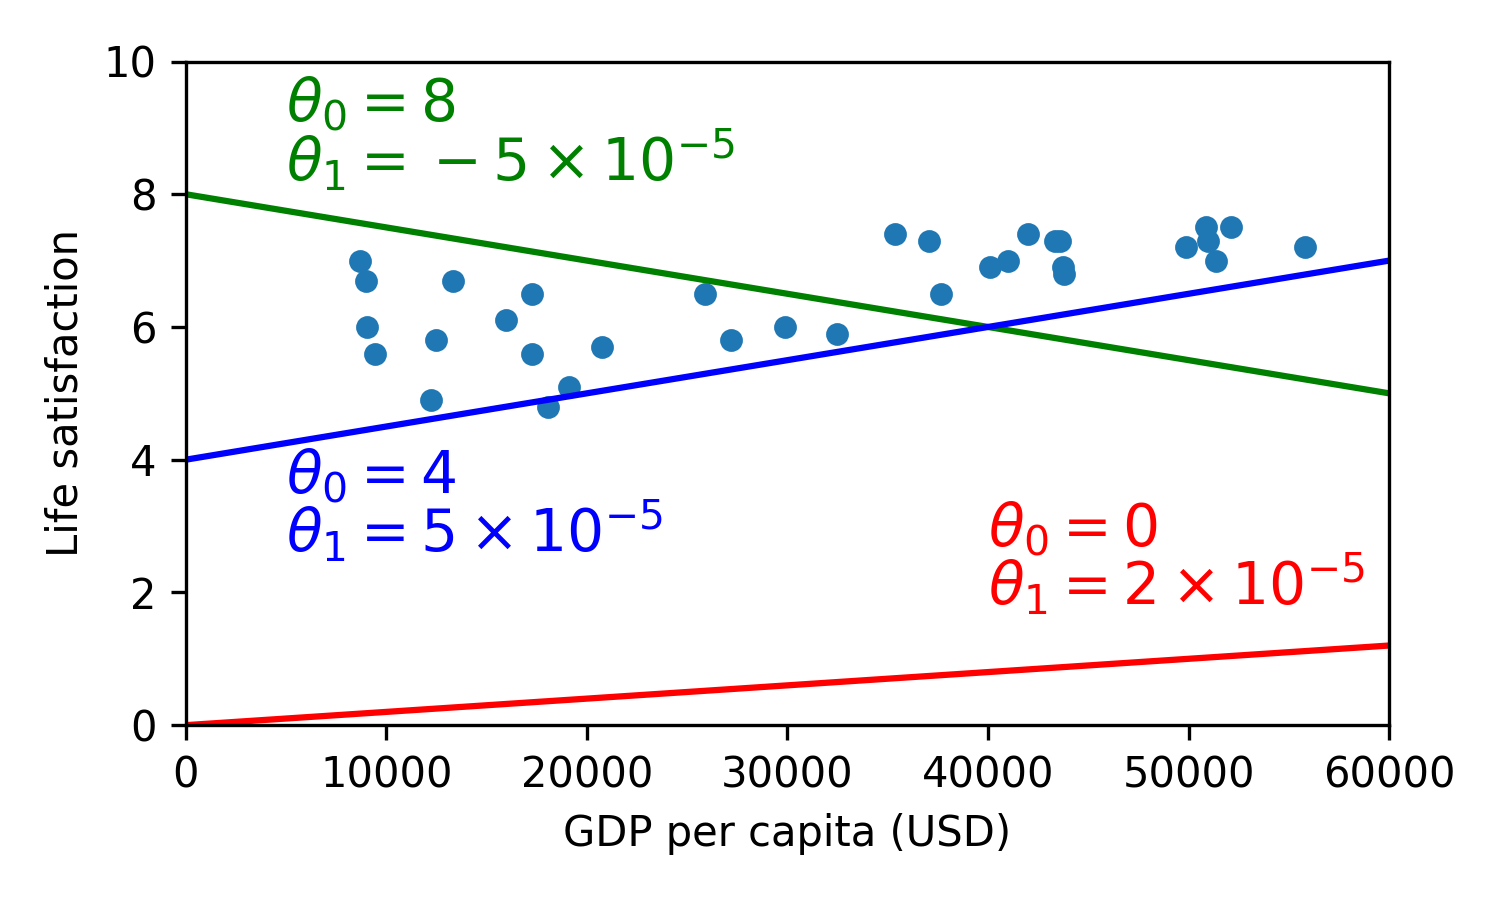 10
θ₀ = 8
θ₁ = − 5 × 10⁻⁵
8
6
4
θ₀ = 4
θ₁ = 5 × 10⁻⁵
θ₀ = 0
θ₁ = 2 × 10⁻⁵
2
0
Life satisfaction
0 10000 20000 30000 40000 50000 60000
GDP per capita (USD)